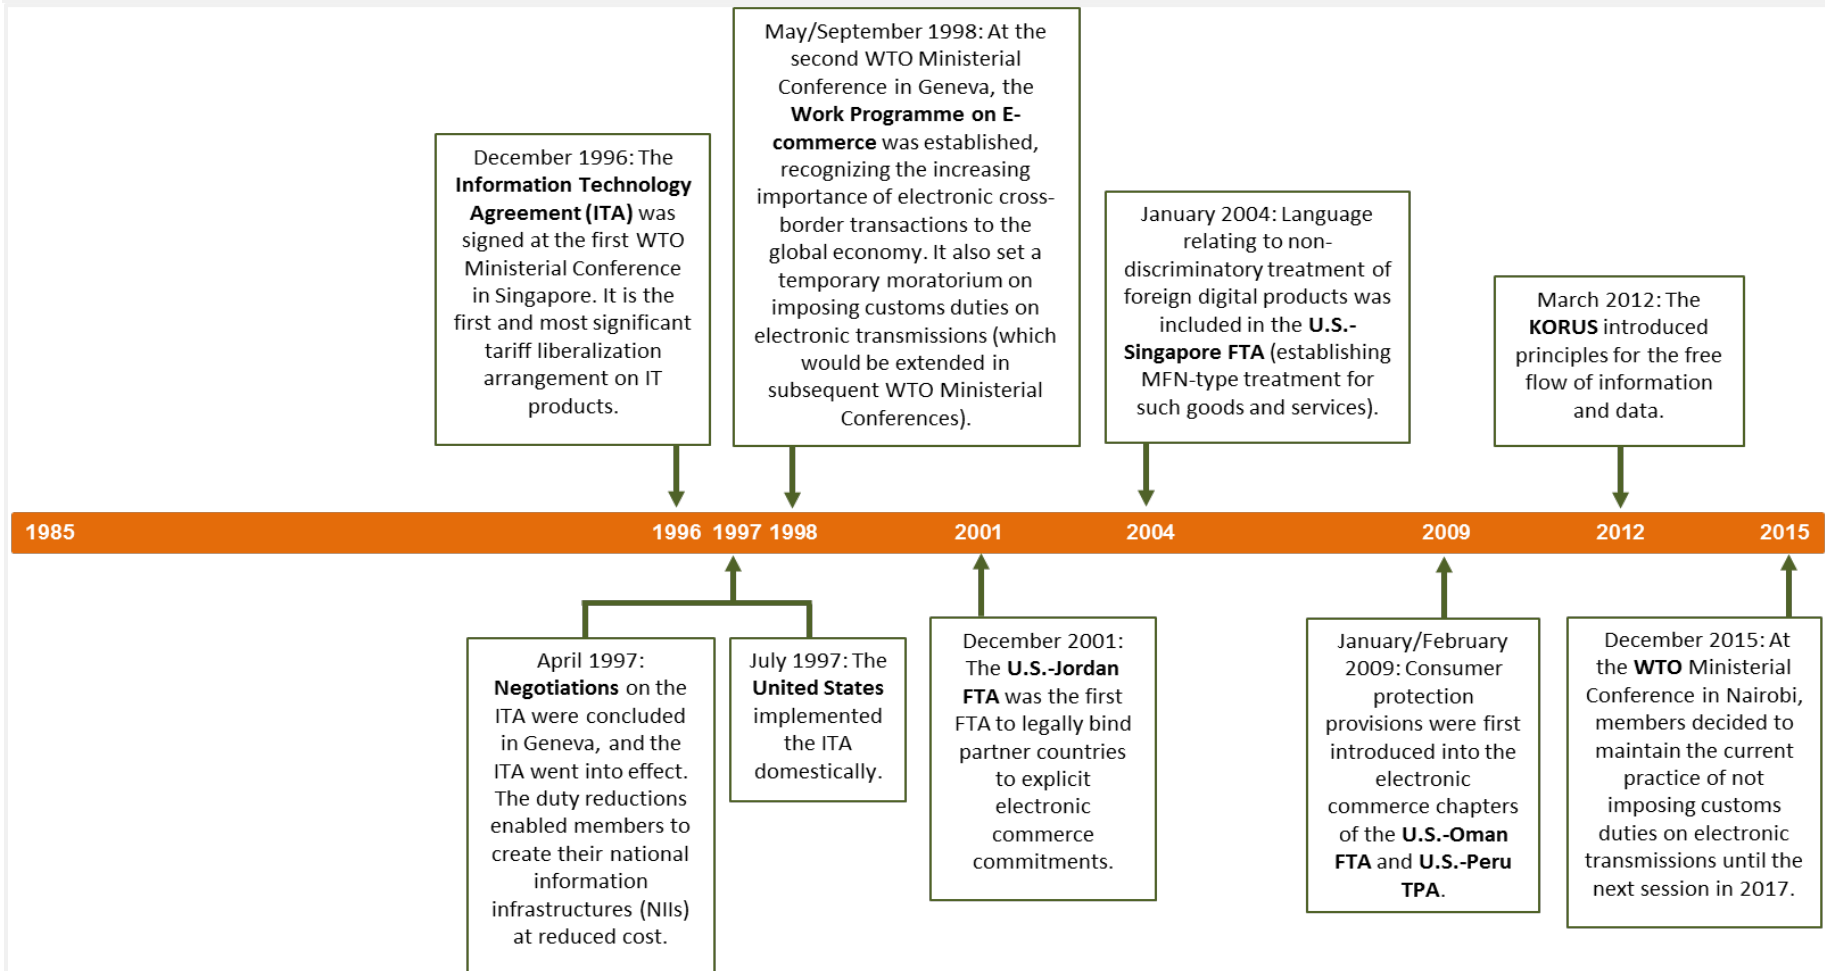 May/September 1998: At the
second WTO Ministerial
Conference in Geneva, the
Work Programme on E-
commerce was established,
recognizing the increasing
importance of electronic cross-
border transactions to the
global economy. It also set a
temporary moratorium on
imposing customs duties on
electronic transmissions (which
would be extended in
subsequent WTO Ministerial
Conferences).
December 1996: The
Information Technology
Agreement (ITA) was
signed at the first WTO
Ministerial Conference
in Singapore. It is the
first and most significant
tariff liberalization
arrangement on IT
products.
January 2004: Language
relating to non-
discriminatory treatment of
foreign digital products was
included in the U.S.-
Singapore FTA (establishing
MFN-type treatment for
such goods and services).
March 2012: The
KORUS introduced
principles for the free
flow of information
and data.
1985 1996 1997 1998 2001 2004 2009 2012 2015
April 1997:
Negotiations on the
ITA were concluded
in Geneva, and the
ITA went into effect.
The duty reductions
enabled members to
create their national
information
infrastructures (NIIs)
at reduced cost.
July 1997: The
United States
implemented
the ITA
domestically.
December 2001:
The U.S.-Jordan
FTA was the first
FTA to legally bind
partner countries
to explicit
electronic
commerce
commitments.
January/February
2009: Consumer
protection
provisions were first
introduced into the
electronic
commerce chapters
of the U.S.-Oman
FTA and U.S.-Peru
TPA.
December 2015: At
the WTO Ministerial
Conference in Nairobi,
members decided to
maintain the current
practice of not
imposing customs
duties on electronic
transmissions until the
next session in 2017.